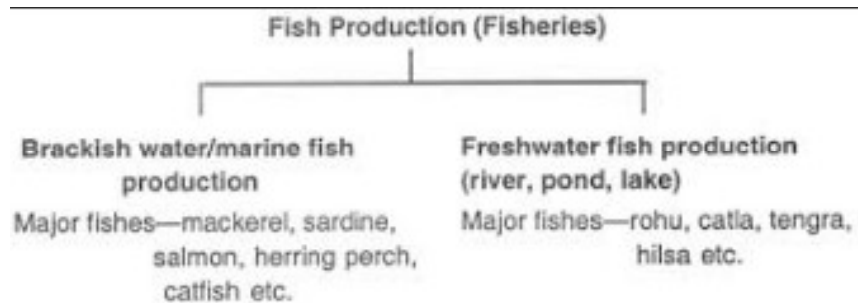 Fish Production (Fisheries)
Brackish water/marine fish
production
Major fishes—mackerel, sardine,
salmon, herring perch,
catfish etc.
Freshwater fish production
(river, pond, lake)
Major fishes—rohu, catla, tengra,
hilsa etc.